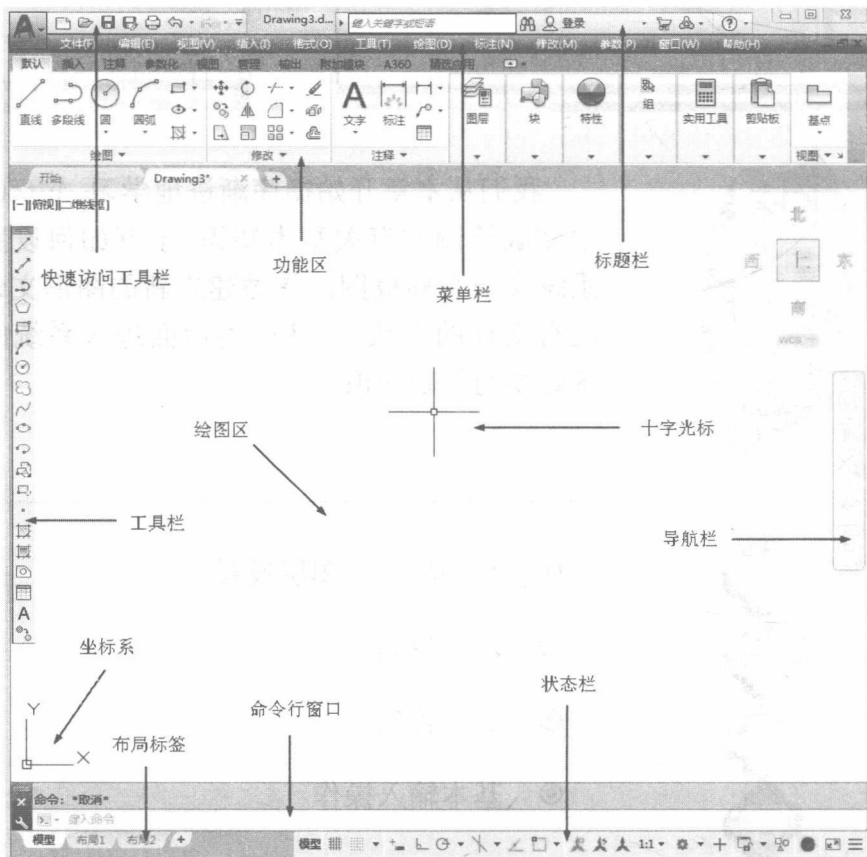 Drawing3.d... 键入关键字或短语 登录
文件(F) 编辑(E) 视图(V) 插入(I) 格式(O) 工具(T) 绘图(D) 标注(N) 修改(M) 参数(P) 窗口(W) 帮助(H)
默认 插入 注释 参数化 视图 管理 输出 附加模块 A360 精选应用
直线 多段线 圆 圆弧 文字 标注 图层 块 特性 组 实用工具 剪贴板 基点
绘图 修改 注释 视图
开始 Drawing3*
[-][俯视][二维线框]
北
西 上 东
南
WCS
快速访问工具栏
功能区
标题栏
菜单栏
绘图区
十字光标
工具栏
导航栏
A
坐标系
状态栏
命令行窗口
布局标签
Y
X
命令: *取消*
键入命令
模型 布局1 布局2 + 模型 1:1